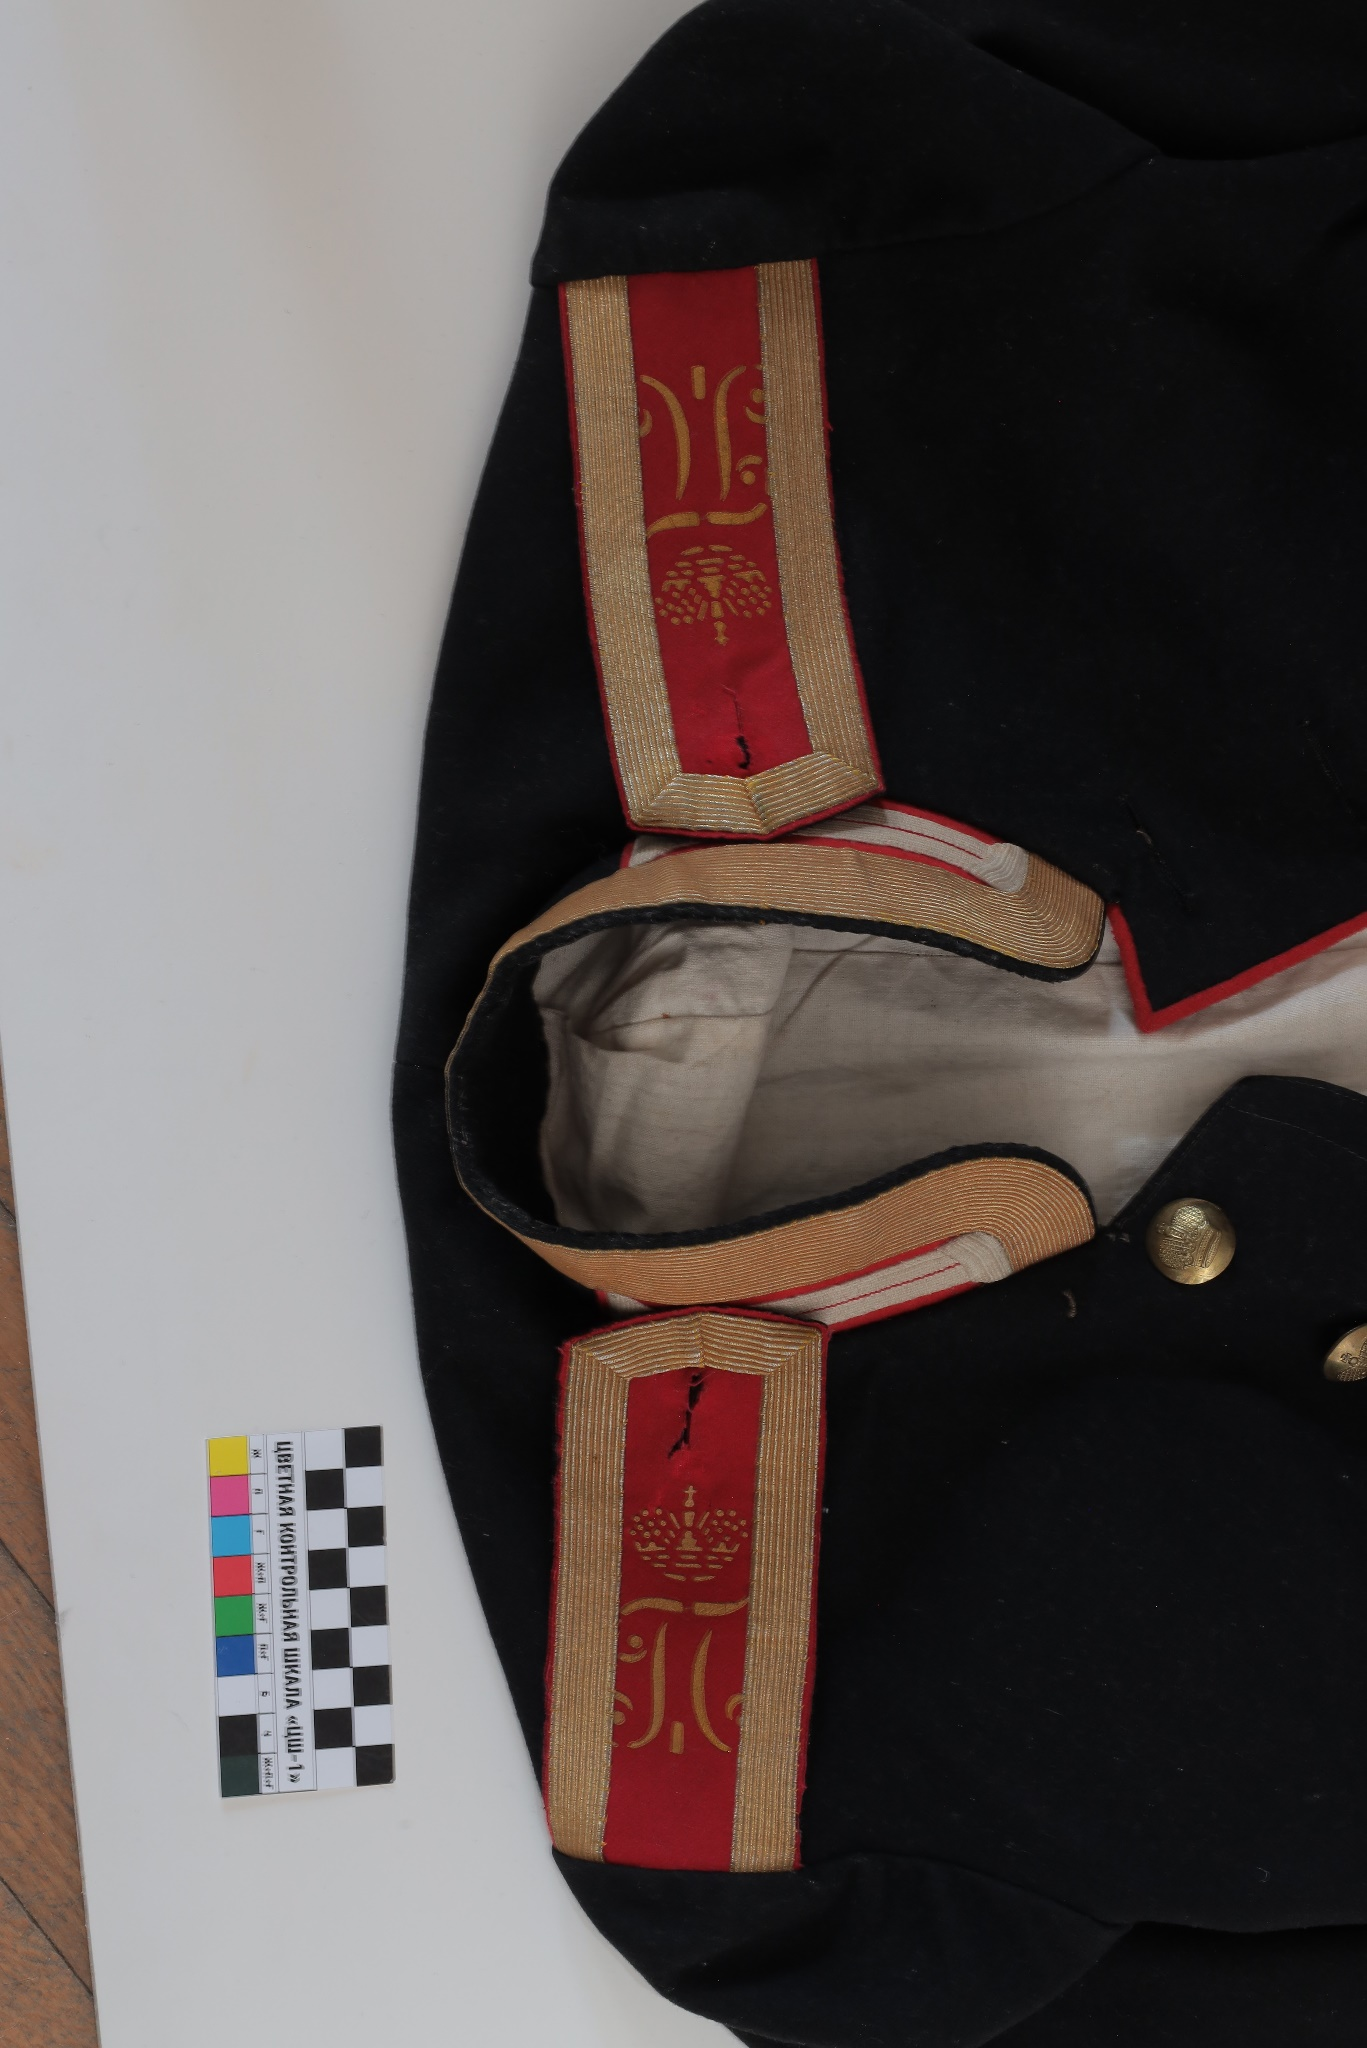 ЦВЕТНАЯ КОНТРОЛЬНАЯ ШКАЛА «ЦШ-1»
Ж
П
Г
Ж+П
Ж+Г
П+Г
Б
Ч
Ж+П+Г